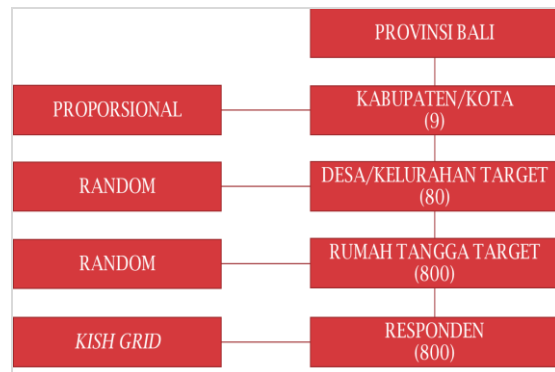 PROVINSI BALI
PROPORSIONAL
KABUPATEN/KOTA
(9)
RANDOM
DESA/KELURAHAN TARGET
(80)
RANDOM
RUMAH TANGGA TARGET
(800)
KISH GRID
RESPONDEN
(800)